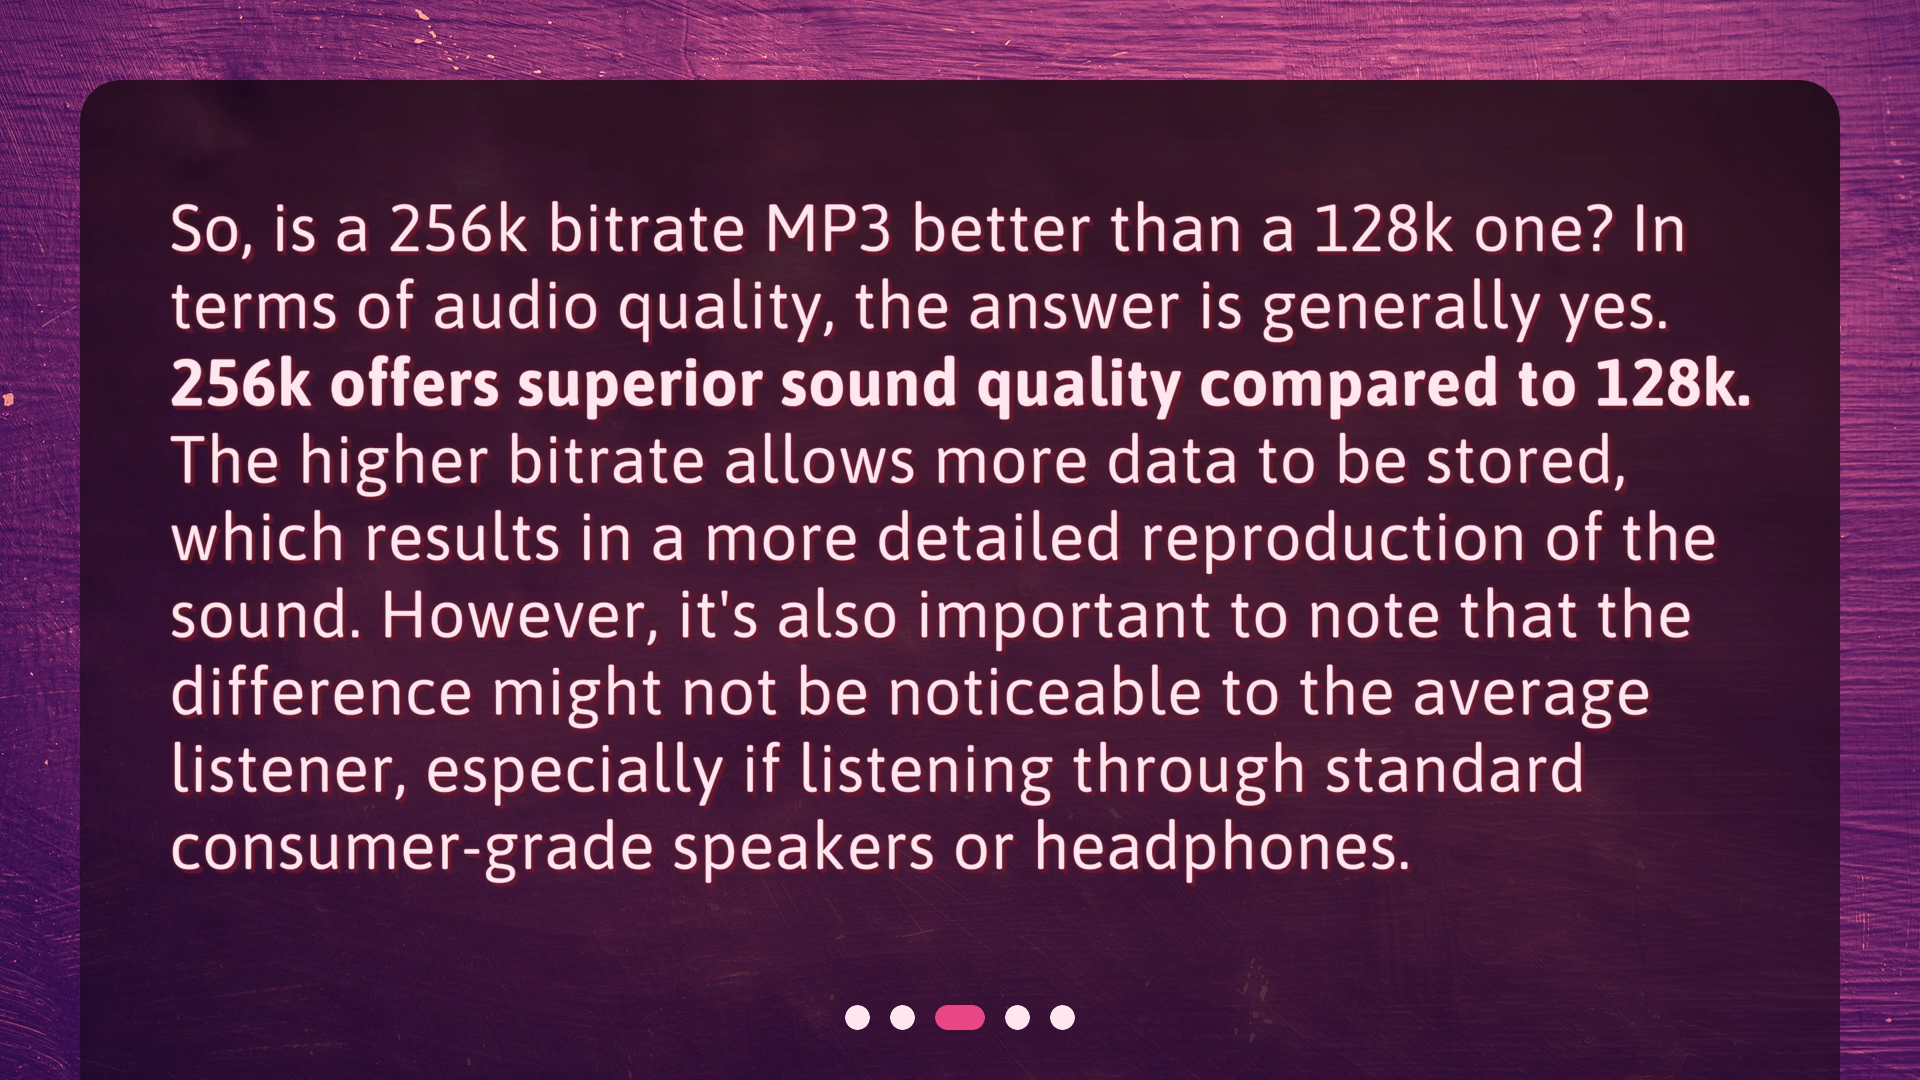 So, is a 256k bitrate MP3 better than a 128k one? In
terms of audio quality, the answer is generally yes.
256k offers superior sound quality compared to 128k.
The higher bitrate allows more data to be stored,
which results in a more detailed reproduction of the
sound. However, it's also important to note that the
difference might not be noticeable to the average
listener, especially if listening through standard
consumer-grade speakers or headphones.